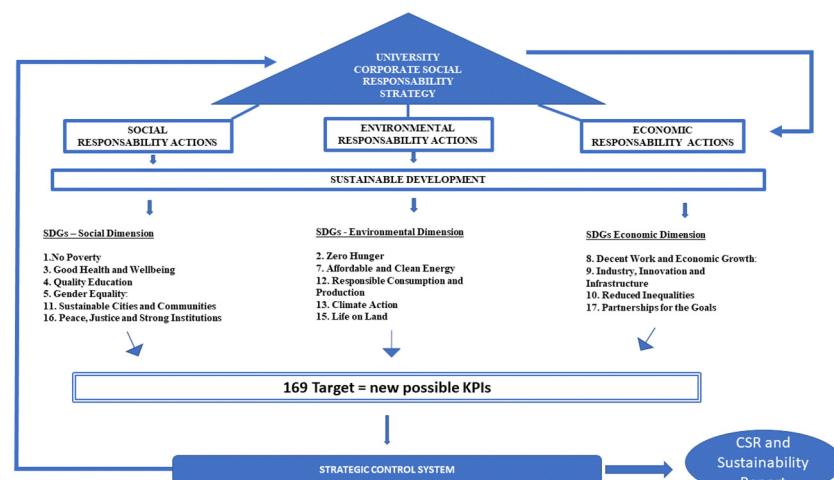 UNIVERSITY
CORPORATE SOCIAL
RESPONSABILITY
STRATEGY
SOCIAL
RESPONSABILITY ACTIONS
ENVIRONMENTAL
RESPONSABILITY ACTIONS
ECONOMIC
RESPONSABILITY ACTIONS
SUSTAINABLE DEVELOPMENT
SDGs – Social Dimension
1.No Poverty
3. Good Health and Wellbeing
4. Quality Education
5. Gender Equality:
11. Sustainable Cities and Communities
16. Peace, Justice and Strong Institutions
SDGs - Environmental Dimension
2. Zero Hunger
7. Affordable and Clean Energy
12. Responsible Consumption and
Production
13. Climate Action
15. Life on Land
SDGs Economic Dimension
8. Decent Work and Economic Growth:
9. Industry, Innovation and
Infrastructure
10. Reduced Inequalities
17. Partnerships for the Goals
169 Target = new possible KPIs
STRATEGIC CONTROL SYSTEM
CSR and
Sustainability
Report